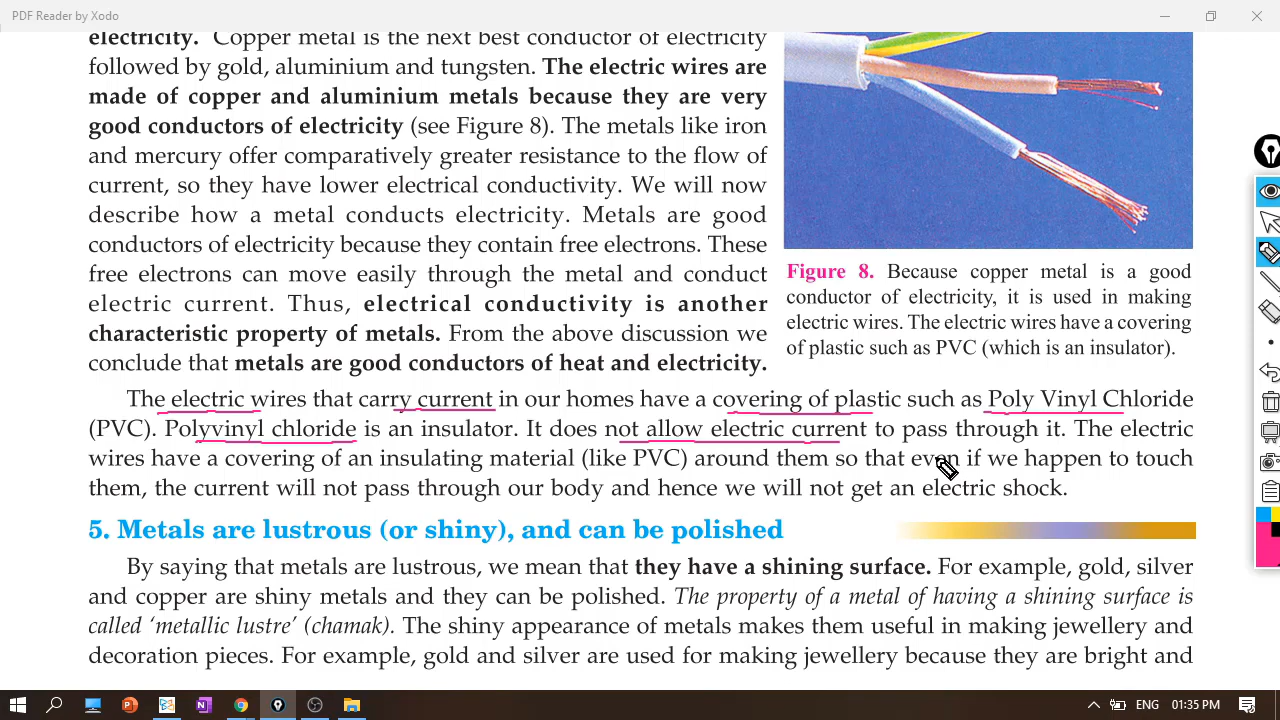 PDF Reader by Xodo
electricity. Copper metal is the next best conductor of electricity
followed by gold, aluminium and tungsten. The electric wires are
made of copper and aluminium metals because they are very
good conductors of electricity (see Figure 8). The metals like iron
and mercury offer comparatively greater resistance to the flow of
current, so they have lower electrical conductivity. We will now
describe how a metal conducts electricity. Metals are good
conductors of electricity because they contain free electrons. These
free electrons can move easily through the metal and conduct
electric current. Thus, electrical conductivity is another
characteristic property of metals. From the above discussion we
conclude that metals are good conductors of heat and electricity.
Figure 8. Because copper metal is a good
conductor of electricity, it is used in making
electric wires. The electric wires have a covering
of plastic such as PVC (which is an insulator).
The electric wires that carry current in our homes have a covering of plastic such as Poly Vinyl Chloride
(PVC). Polyvinyl chloride is an insulator. It does not allow electric current to pass through it. The electric
wires have a covering of an insulating material (like PVC) around them so that even if we happen to touch
them, the current will not pass through our body and hence we will not get an electric shock.
5. Metals are lustrous (or shiny), and can be polished
By saying that metals are lustrous, we mean that they have a shining surface. For example, gold, silver
and copper are shiny metals and they can be polished. The property of a metal of having a shining surface is
called ‘metallic lustre’ (chamak). The shiny appearance of metals makes them useful in making jewellery and
decoration pieces. For example, gold and silver are used for making jewellery because they are bright and
ENG 01:35 PM